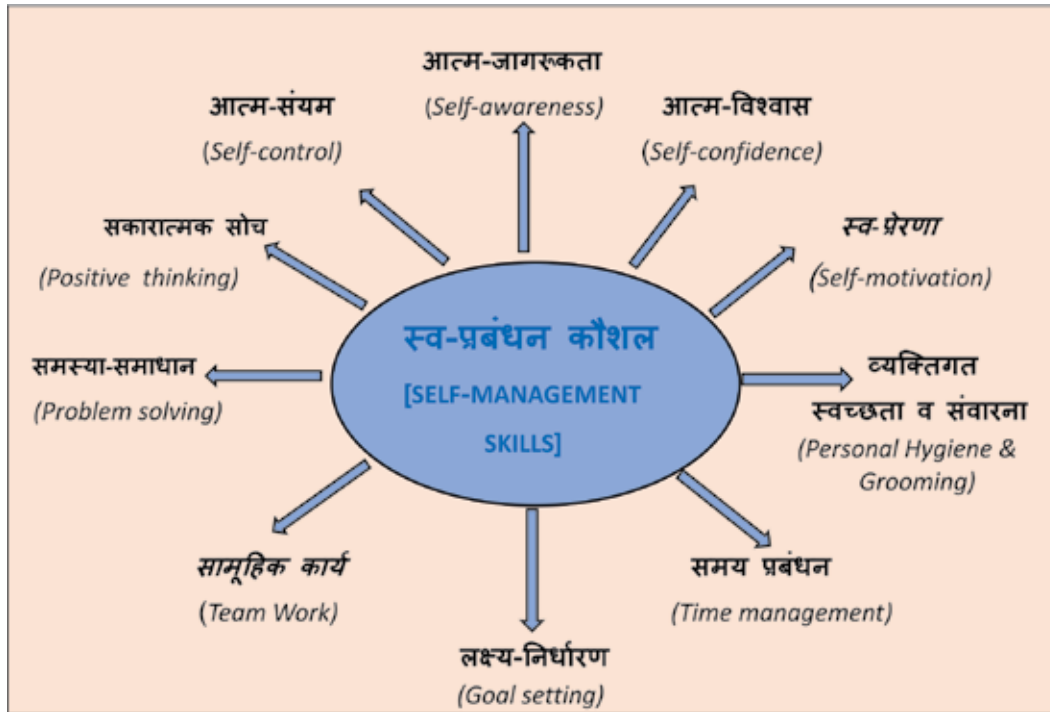 आत्म-जागरूकता
(Self-awareness)
आत्म-संयम
(Self-control)
आत्म-विश्वास
(Self-confidence)
सकारात्मक सोच
(Positive thinking)
स्व-प्रेरणा
(Self-motivation)
स्व-प्रबंधन कौशल
[SELF-MANAGEMENT
SKILLS]
समस्या-समाधान
(Problem solving)
व्यक्तिगत
स्वच्छता व संवारना
(Personal Hygiene &
Grooming)
सामूहिक कार्य
(Team Work)
समय प्रबंधन
(Time management)
लक्ष्य-निर्धारण
(Goal setting)